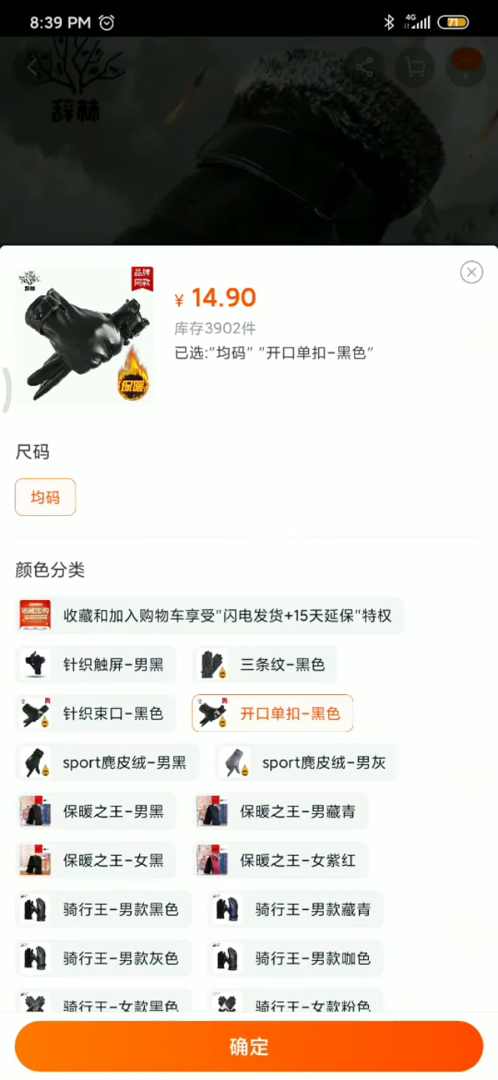 8:39 PM
4G
71
辞林
辞林
品牌
同款
保暖
¥ 14.90
库存3902件
已选:"均码" "开口单扣-黑色"
尺码
均码
颜色分类
收藏和加入购物车享受"闪电发货+15天延保"特权
针织触屏-男黑
三条纹-黑色
针织束口-黑色
开口单扣-黑色
sport麂皮绒-男黑
sport麂皮绒-男灰
保暖之王-男黑
保暖之王-男藏青
保暖之王-女黑
保暖之王-女紫红
骑行王-男款黑色
骑行王-男款藏青
骑行王-男款灰色
骑行王-男款咖色
骑行王-女款黑色
骑行王-女款粉色
确定